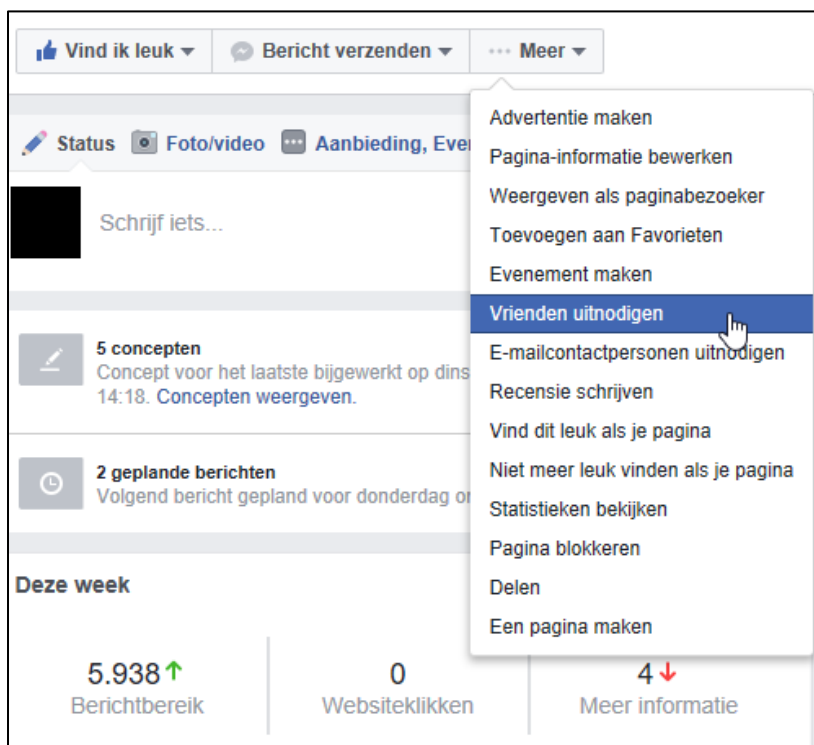 Vind ik leuk
Bericht verzenden
Meer
Status
Foto/video
Aanbieding,
Schrijf iets...
5 concepten
Concept voor het laatste bijgewerkt op
14:18. Concepten weergeven.
2 geplande berichten
Volgend bericht gepland voor donderdag
Advertentie maken
Pagina-informatie bewerken
Weergeven als paginabezoeker
Toevoegen aan Favorieten
Evenement maken
Vrienden uitnodigen
E-mailcontactpersonen uitnodigen
Recensie schrijven
Vind dit leuk als je pagina
Niet meer leuk vinden als je pagina
Statistieken bekijken
Pagina blokkeren
Delen
Een pagina maken
Deze week
5.938
Berichtbereik
0
Websiteklikken
4
Meer informatie